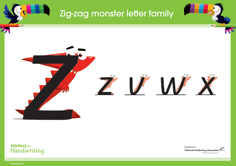 Zig-zag monster letter family
Z
z v w x
PENPALS for
Handwriting
National Handwriting Association